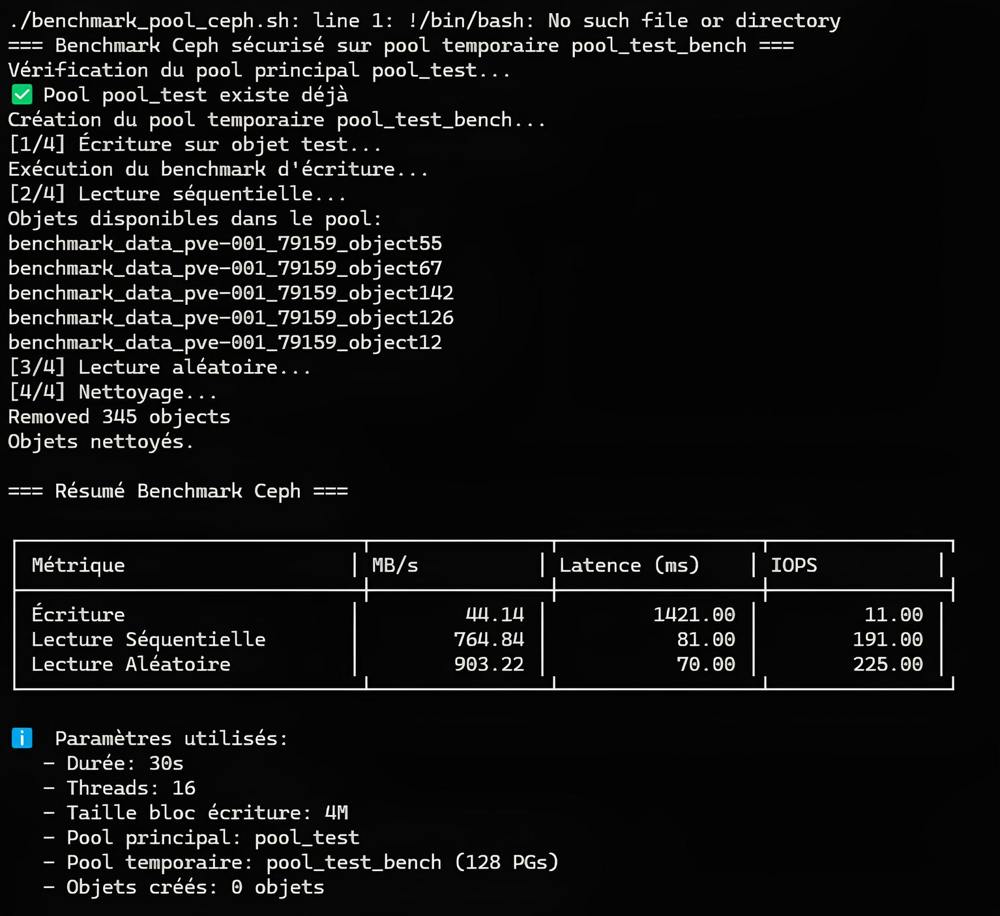 ./benchmark_pool_ceph.sh: line 1: !/bin/bash: No such file or directory
=== Benchmark Ceph sécurisé sur pool temporaire pool_test_bench ===
Vérification du pool principal pool_test...
✅ Pool pool_test existe déjà
Création du pool temporaire pool_test_bench...
[1/4] Écriture sur objet test...
Exécution du benchmark d'écriture...
[2/4] Lecture séquentielle...
Objets disponibles dans le pool:
benchmark_data_pve-001_79159_object55
benchmark_data_pve-001_79159_object67
benchmark_data_pve-001_79159_object142
benchmark_data_pve-001_79159_object126
benchmark_data_pve-001_79159_object12
[3/4] Lecture aléatoire...
[4/4] Nettoyage...
Removed 345 objects
Objets nettoyés.
=== Résumé Benchmark Ceph ===
Métrique | MB/s | Latence (ms) | IOPS |
Écriture | 44.14 | 1421.00 | 11.00 |
Lecture Séquentielle | 764.84 | 81.00 | 191.00 |
Lecture Aléatoire | 903.22 | 70.00 | 225.00 |
ℹ️ Paramètres utilisés:
- Durée: 30s
- Threads: 16
- Taille bloc écriture: 4M
- Pool principal: pool_test
- Pool temporaire: pool_test_bench (128 PGs)
- Objets créés: 0 objets